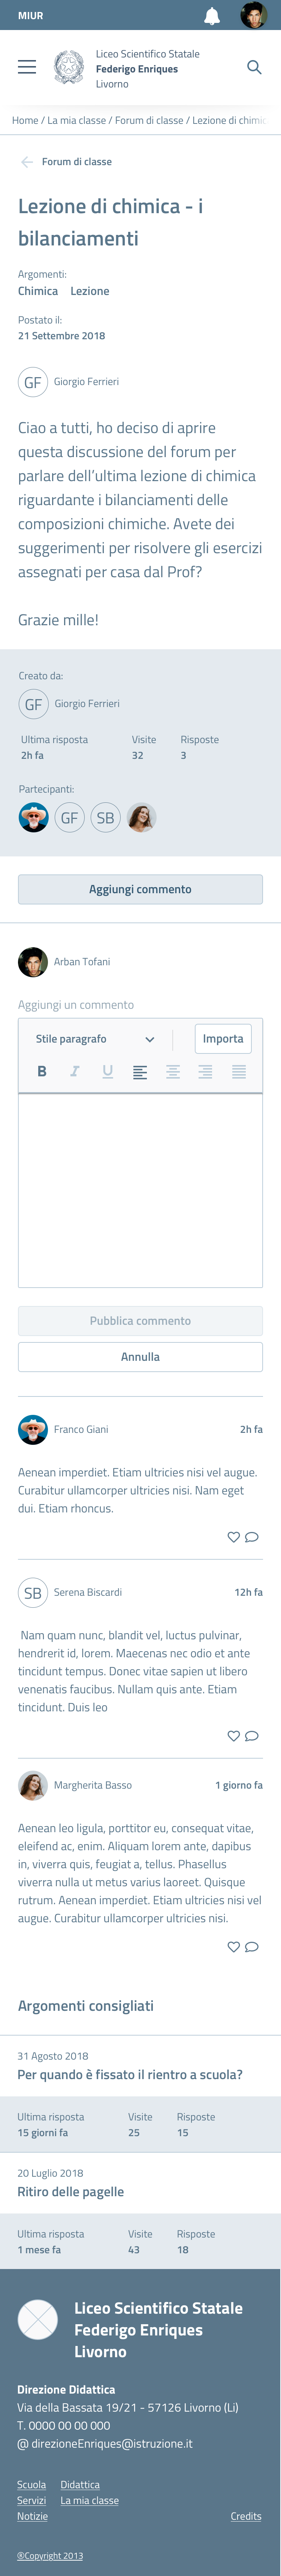 MIUR
Liceo Scientifico Statale
Federigo Enriques
Livorno
Home / La mia classe / Forum di classe / Lezione di chimic
Forum di classe
Lezione di chimica - i
bilanciamenti
Argomenti:
Chimica Lezione
Postato il:
21 Settembre 2018
GF Giorgio Ferrieri
Ciao a tutti, ho deciso di aprire
questa discussione del forum per
parlare dell'ultima lezione di chimica
riguardante i bilanciamenti delle
composizioni chimiche. Avete dei
suggerimenti per risolvere gli esercizi
assegnati per casa dal Prof?
Grazie mille!
Creato da:
GF Giorgio Ferrieri
Ultima risposta Visite Risposte
2h fa 32 3
Partecipanti:
GF SB
Aggiungi commento
Arban Tofani
Aggiungi un commento
Stile paragrafo Importa
B I U
Pubblica commento
Annulla
Franco Giani 2h fa
Aenean imperdiet. Etiam ultricies nisi vel augue.
Curabitur ullamcorper ultricies nisi. Nam eget
dui. Etiam rhoncus.
SB Serena Biscardi 12h fa
Nam quam nunc, blandit vel, luctus pulvinar,
hendrerit id, lorem. Maecenas nec odio et ante
tincidunt tempus. Donec vitae sapien ut libero
venenatis faucibus. Nullam quis ante. Etiam
tincidunt. Duis leo
Margherita Basso 1 giorno fa
Aenean leo ligula, porttitor eu, consequat vitae,
eleifend ac, enim. Aliquam lorem ante, dapibus
in, viverra quis, feugiat a, tellus. Phasellus
viverra nulla ut metus varius laoreet. Quisque
rutrum. Aenean imperdiet. Etiam ultricies nisi vel
augue. Curabitur ullamcorper ultricies nisi.
Argomenti consigliati
31 Agosto 2018
Per quando è fissato il rientro a scuola?
Ultima risposta Visite Risposte
15 giorni fa 25 15
20 Luglio 2018
Ritiro delle pagelle
Ultima risposta Visite Risposte
1 mese fa 43 18
Liceo Scientifico Statale
Federigo Enriques
Livorno
Direzione Didattica
Via della Bassata 19/21 - 57126 Livorno (Li)
T. 0000 00 00 000
@ direzioneEnriques@istruzione.it
Scuola Didattica
Servizi La mia classe
Notizie Credits
®Copyright 2013